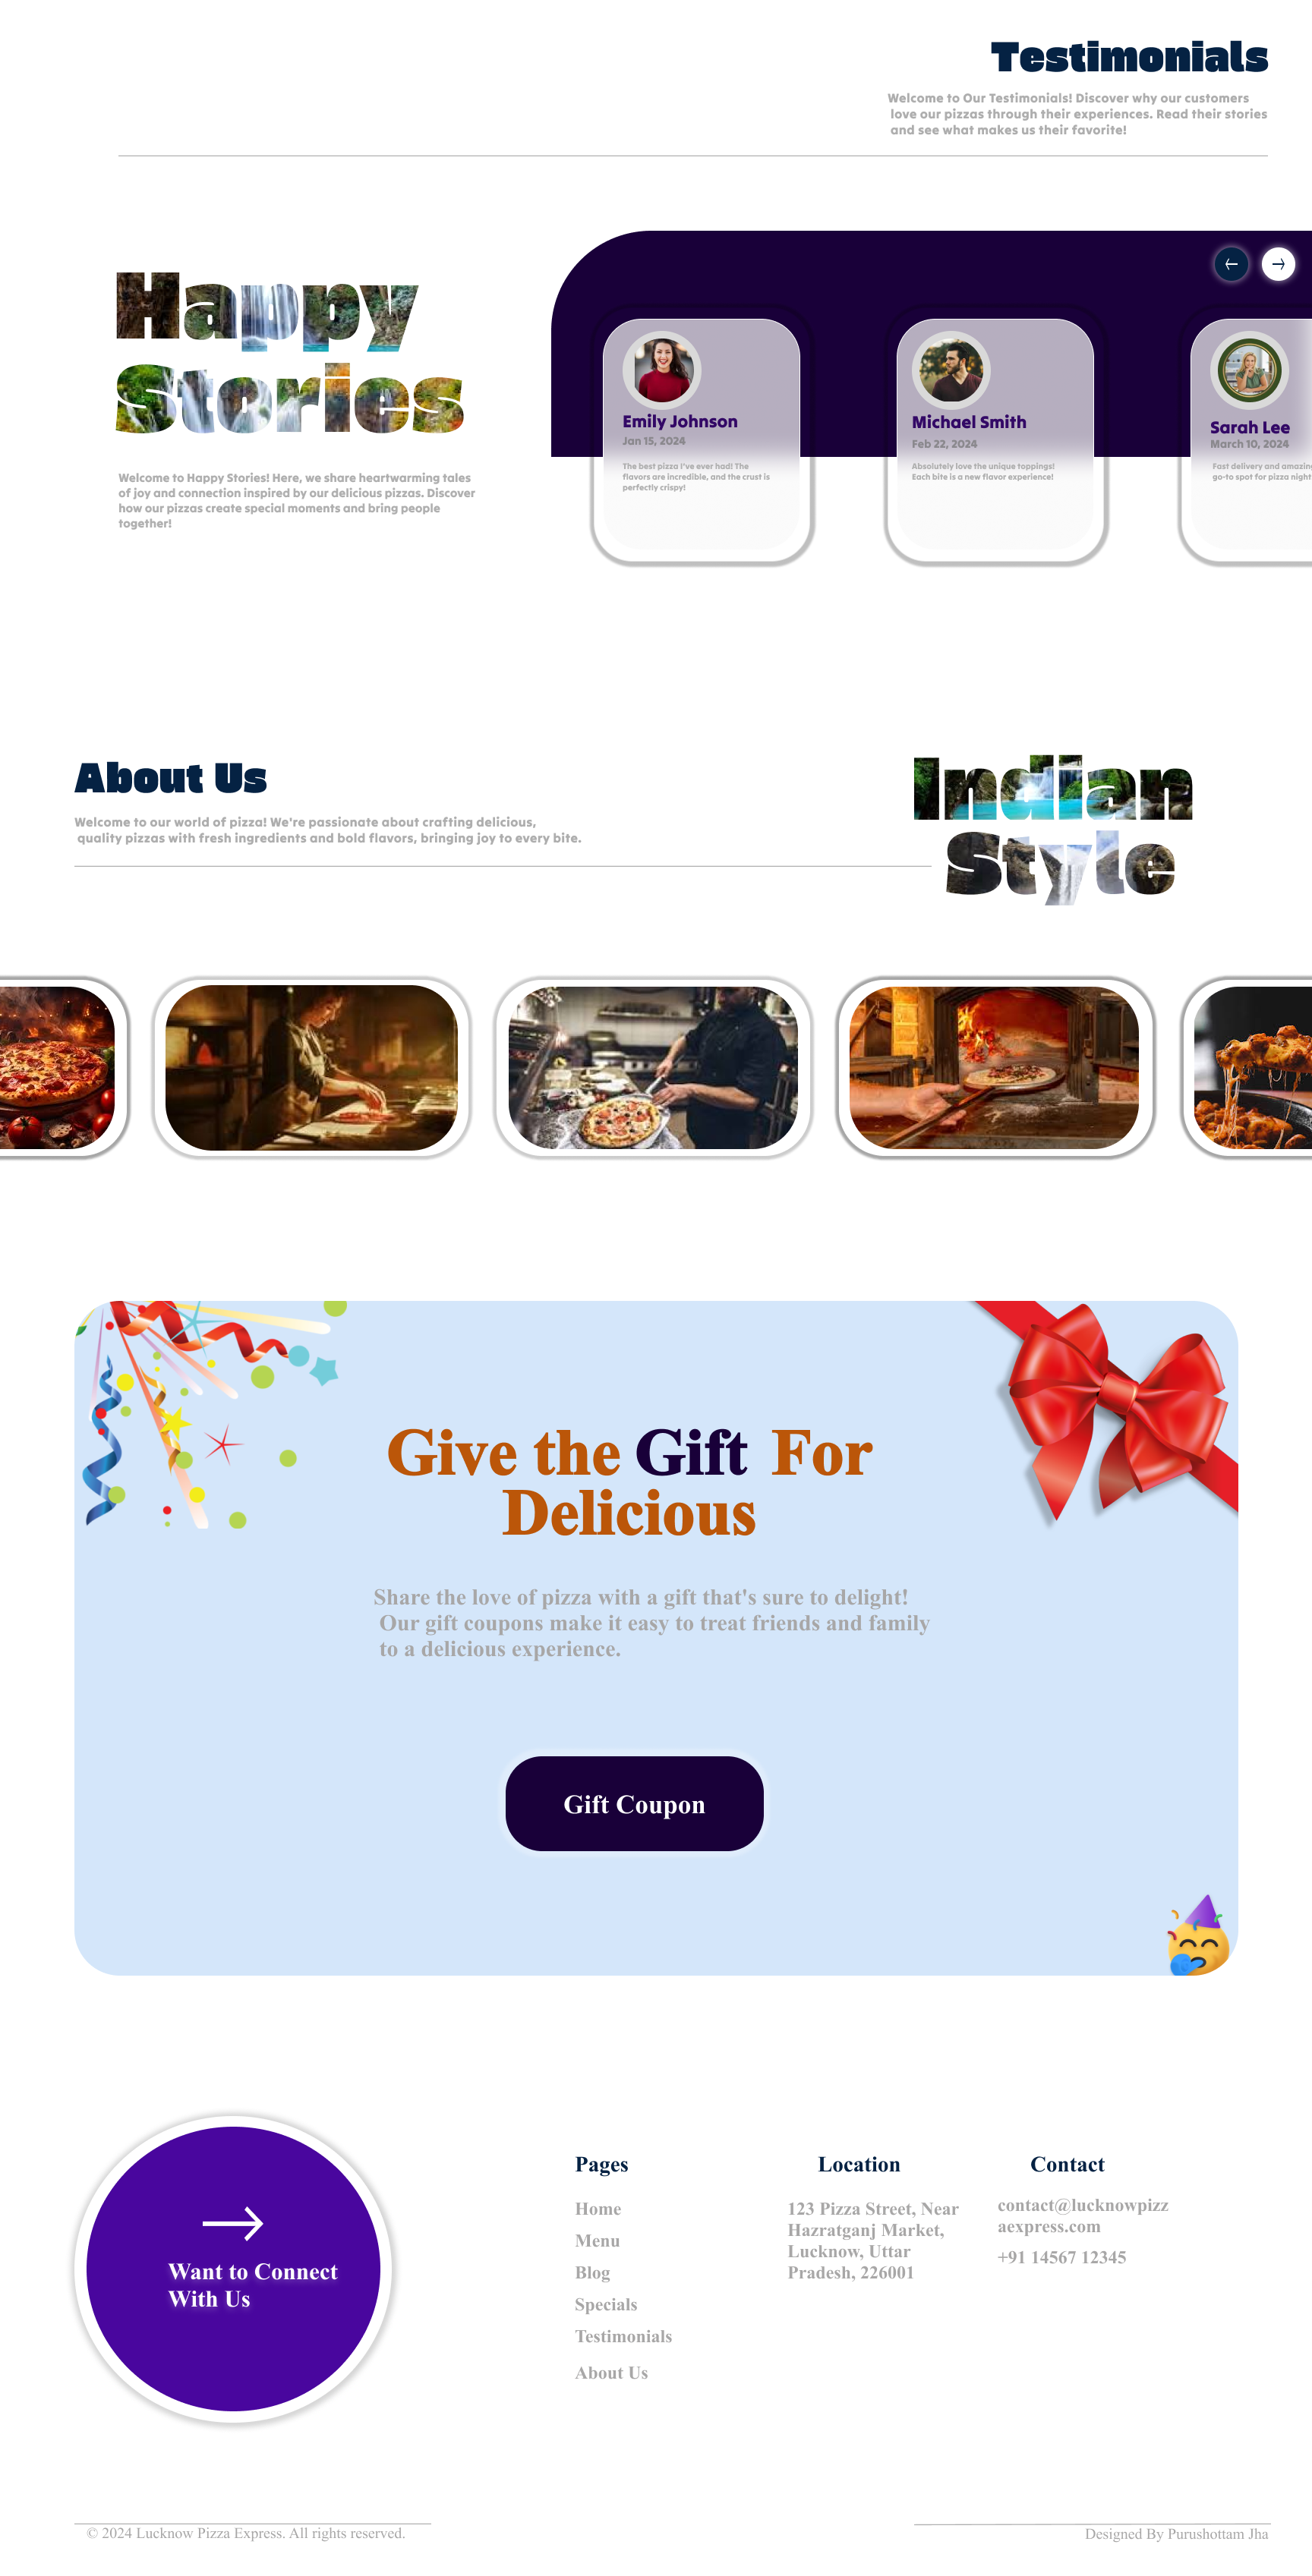 Testimonials
Welcome to Our Testimonials! Discover why our customers
love our pizzas through their experiences. Read their stories
and see what makes us their favorite!
Happy
Stories
Welcome to Happy Stories! Here, we share heartwarming tales
of joy and connection inspired by our delicious pizzas. Discover
how our pizzas create special moments and bring people
together!
Emily Johnson
Jan 15, 2024
The best pizza I've ever had! The
flavors are incredible, and the crust is
perfectly crispy!
Michael Smith
Feb 22, 2024
Absolutely love the unique toppings!
Each bite is a new flavor experience!
Sarah Lee
March 10, 2024
Fast delivery and amazing
go-to spot for pizza night
About Us
Welcome to our world of pizza! We're passionate about crafting delicious,
quality pizzas with fresh ingredients and bold flavors, bringing joy to every bite.
Indian
Style
Give the Gift For
Delicious
Share the love of pizza with a gift that's sure to delight!
Our gift coupons make it easy to treat friends and family
to a delicious experience.
Gift Coupon
Want to Connect
With Us
Pages
Home
Menu
Blog
Specials
Testimonials
About Us
Location
123 Pizza Street, Near
Hazratganj Market,
Lucknow, Uttar
Pradesh, 226001
Contact
contact@lucknowpizz
aexpress.com
+91 14567 12345
© 2024 Lucknow Pizza Express. All rights reserved.
Designed By Purushottam Jha